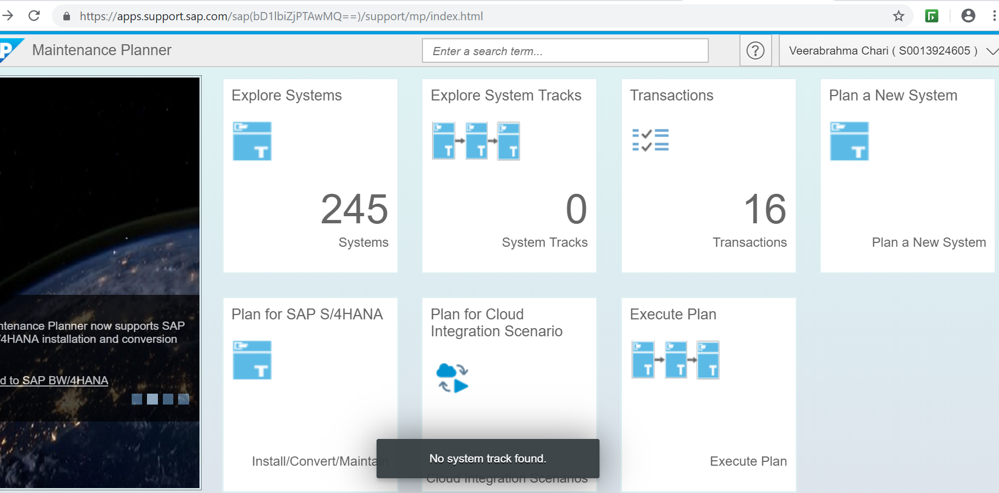 https://apps.support.sap.com/sap(bD1lbiZjPTAwMQ==)/support/mp/index.html
P Maintenance Planner
Enter a search term...
?
Veerabrahma Chari ( S0013924605 )
Explore Systems
245
Systems
Explore System Tracks
0
System Tracks
Transactions
16
Transactions
Plan a New System
Plan a New System
ntenance Planner now supports SAP
/4HANA installation and conversion
d to SAP BW/4HANA
Plan for SAP S/4HANA
Install/Convert/Maintain
Plan for Cloud
Integration Scenario
Cloud Integration Scenarios
Execute Plan
Execute Plan
No system track found.